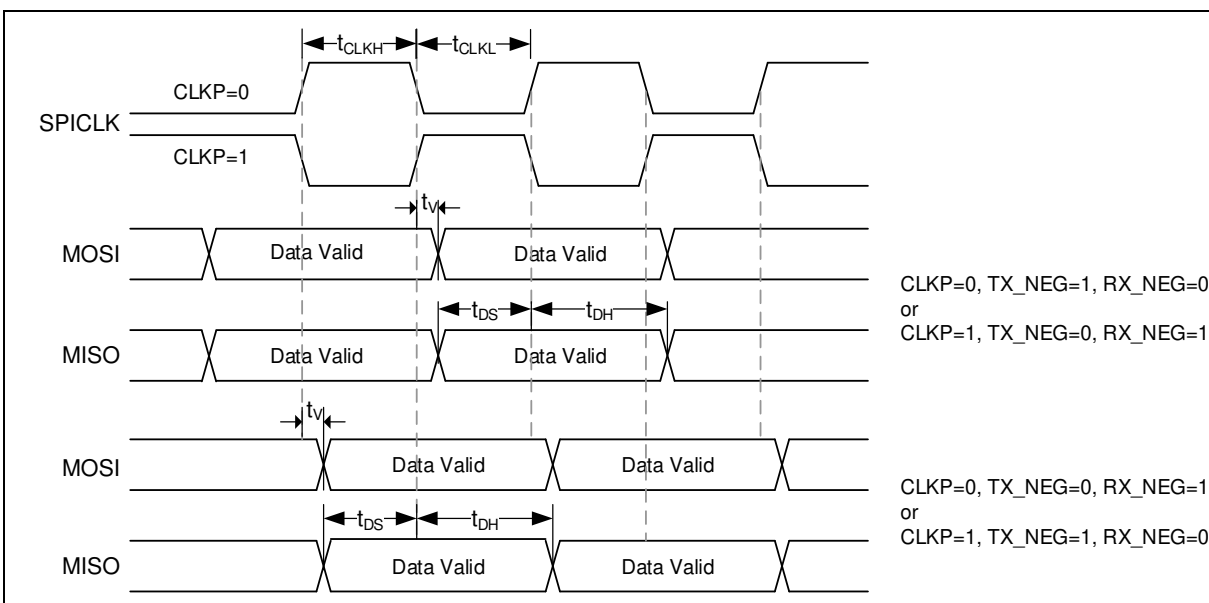 tCLKH tCLKL
CLKP=0
SPICLK
CLKP=1
tV
MOSI Data Valid Data Valid
CLKP=0, TX_NEG=1, RX_NEG=0
or
CLKP=1, TX_NEG=0, RX_NEG=1
tDS tDH
MISO Data Valid Data Valid
tV
MOSI Data Valid Data Valid
CLKP=0, TX_NEG=0, RX_NEG=1
or
CLKP=1, TX_NEG=1, RX_NEG=0
tDS tDH
MISO Data Valid Data Valid